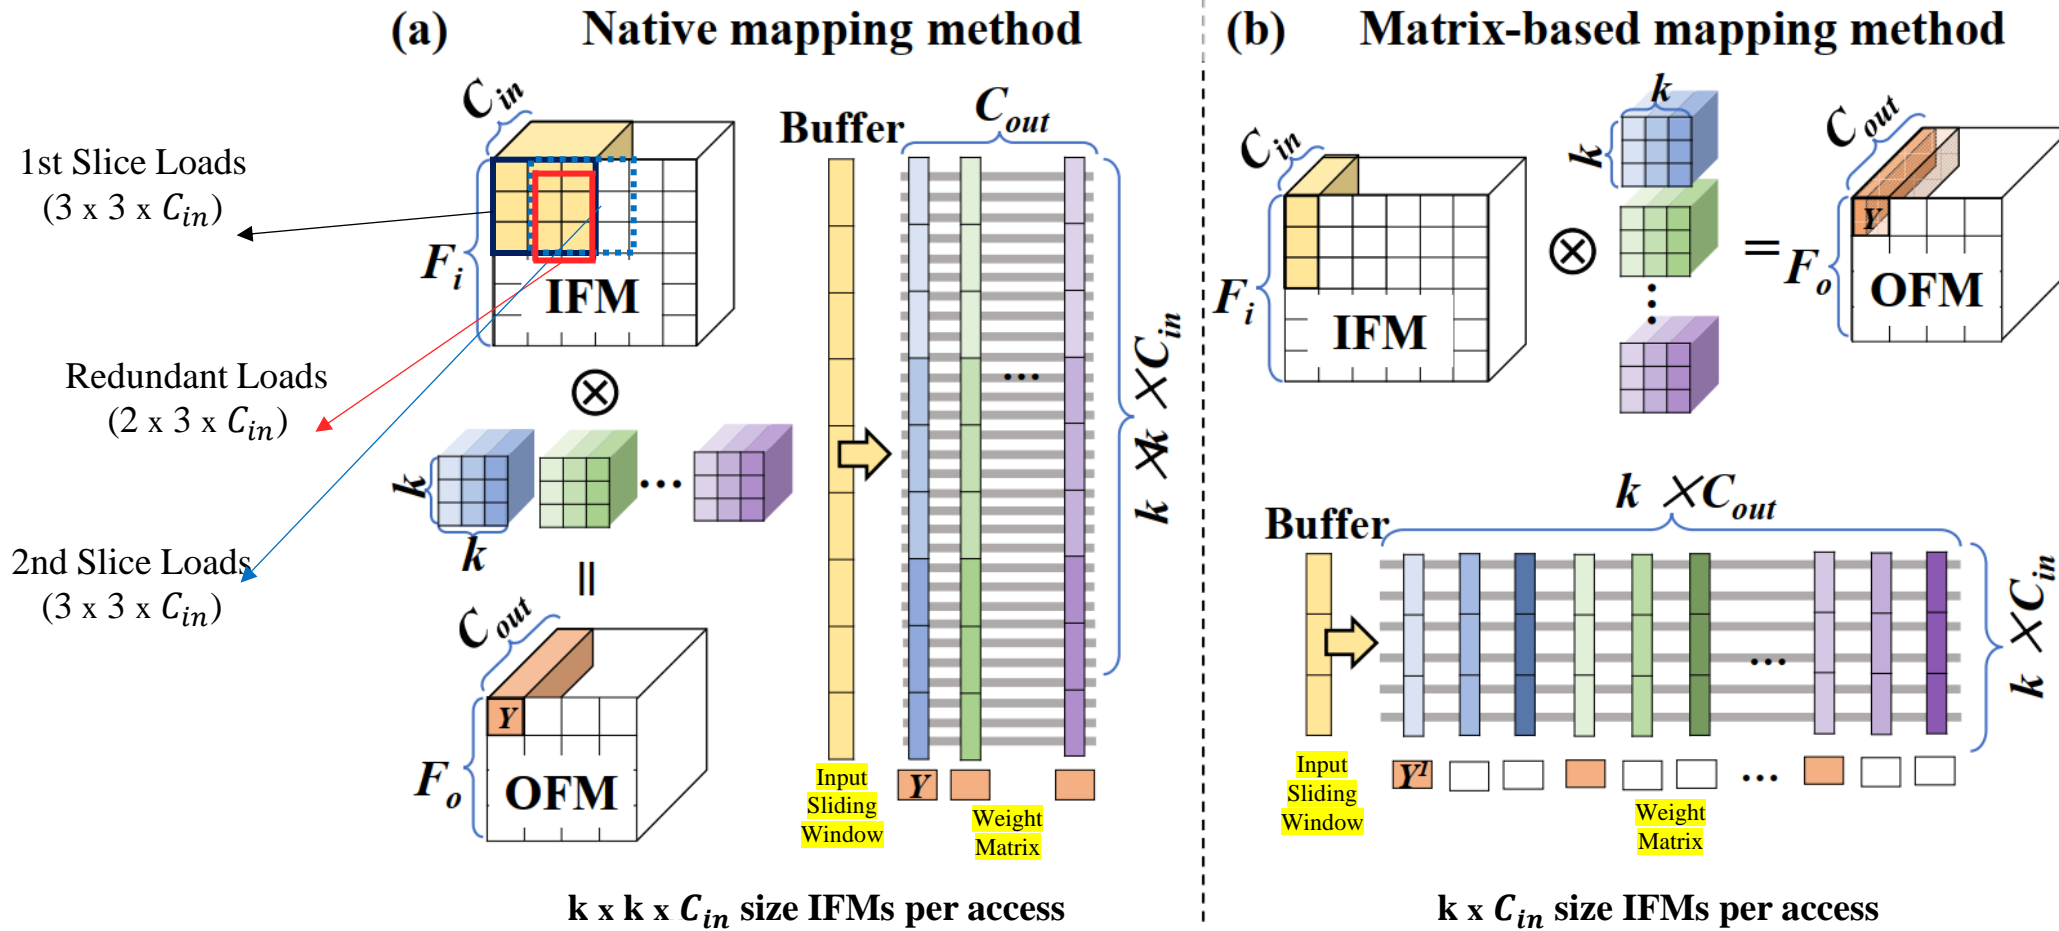 (a) Native mapping method
C_in
1st Slice Loads
(3 x 3 x C_in)
F_i
IFM
Redundant Loads
(2 x 3 x C_in)
⊗
k
...
k
2nd Slice Loads
(3 x 3 x C_in)
=
C_out
Y
F_o
OFM
Buffer
C_out
...
k × k × C_in
Y
Input
Sliding
Window
Weight
Matrix
k x k x C_in size IFMs per access
(b) Matrix-based mapping method
C_in
F_i
IFM
⊗
k
k
...
=
C_out
Y
F_o
OFM
k × C_out
Buffer
...
k × C_in
Y^1
...
Input
Sliding
Window
Weight
Matrix
k x C_in size IFMs per access